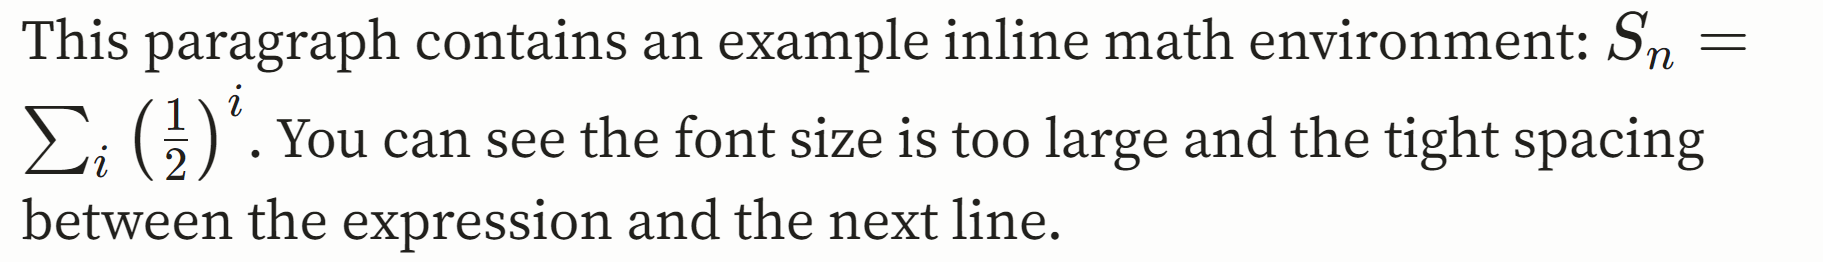 This paragraph contains an example inline math environment: $S_n =$
$\sum_i \left(\frac{1}{2}\right)^i$. You can see the font size is too large and the tight spacing
between the expression and the next line.